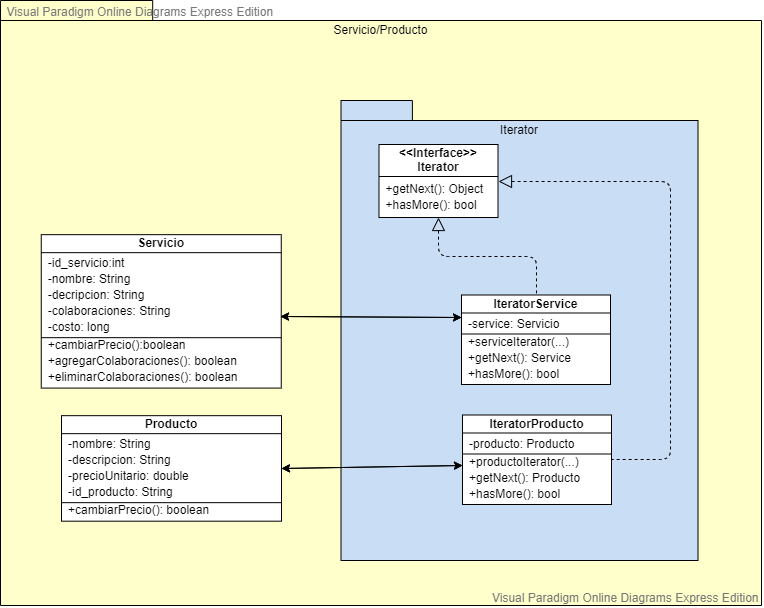 Visual Paradigm Online Diagrams Express Edition
Servicio/Producto
Iterator
<<Interface>>
Iterator
+getNext(): Object
+hasMore(): bool
Servicio
-id_servicio:int
-nombre: String
-decripcion: String
-colaboraciones: String
-costo: long
+cambiarPrecio():boolean
+agregarColaboraciones(): boolean
+eliminarColaboraciones(): boolean
IteratorService
-service: Servicio
+serviceIterator(...)
+getNext(): Service
+hasMore(): bool
Producto
-nombre: String
-descripcion: String
-precioUnitario: double
-id_producto: String
+cambiarPrecio(): boolean
IteratorProducto
-producto: Producto
+productoIterator(...)
+getNext(): Producto
+hasMore(): bool
Visual Paradigm Online Diagrams Express Edition